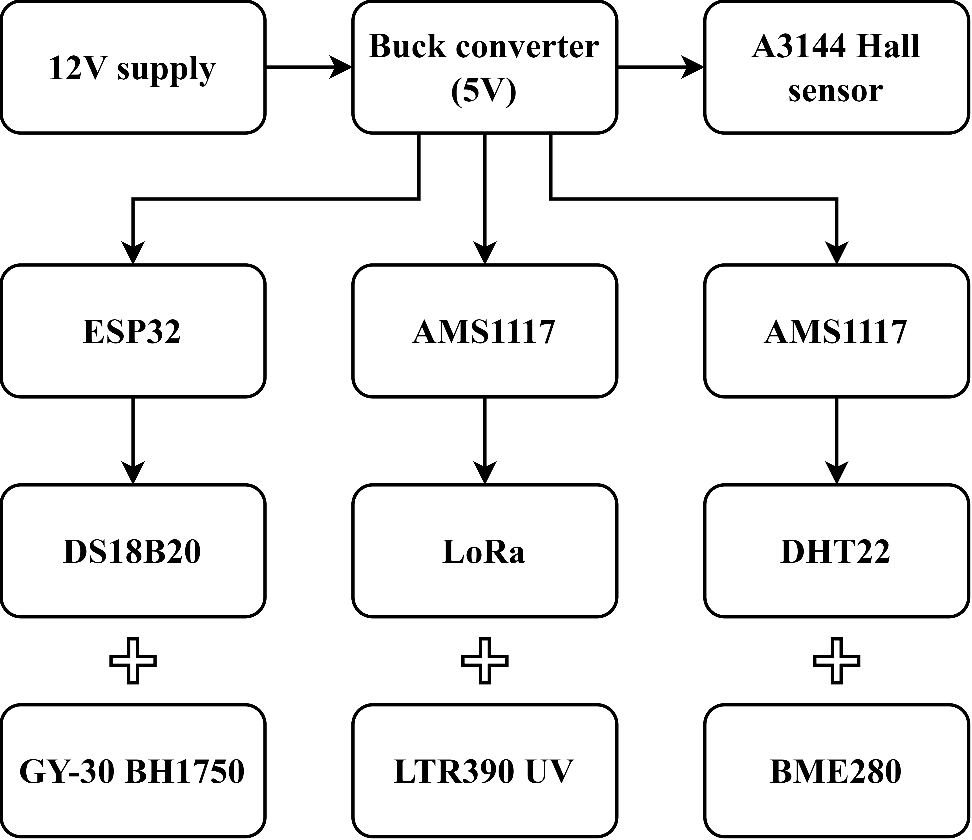 12V supply
Buck converter
(5V)
A3144 Hall
sensor
ESP32
AMS1117
AMS1117
DS18B20
LoRa
DHT22
GY-30 BH1750
LTR390 UV
BME280